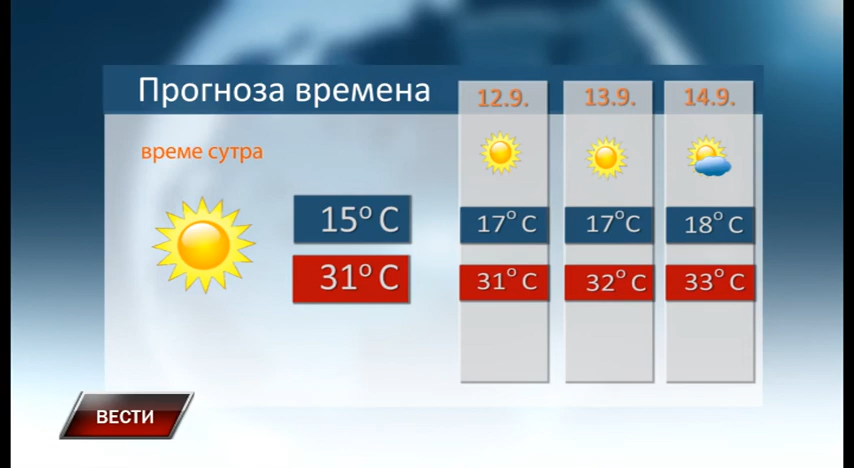 Прогноза времена
време сутра
15° C
31° C
12.9.
17° C
31° C
13.9.
17°C
32° C
14.9.
18° C
33° C
ВЕСТИ